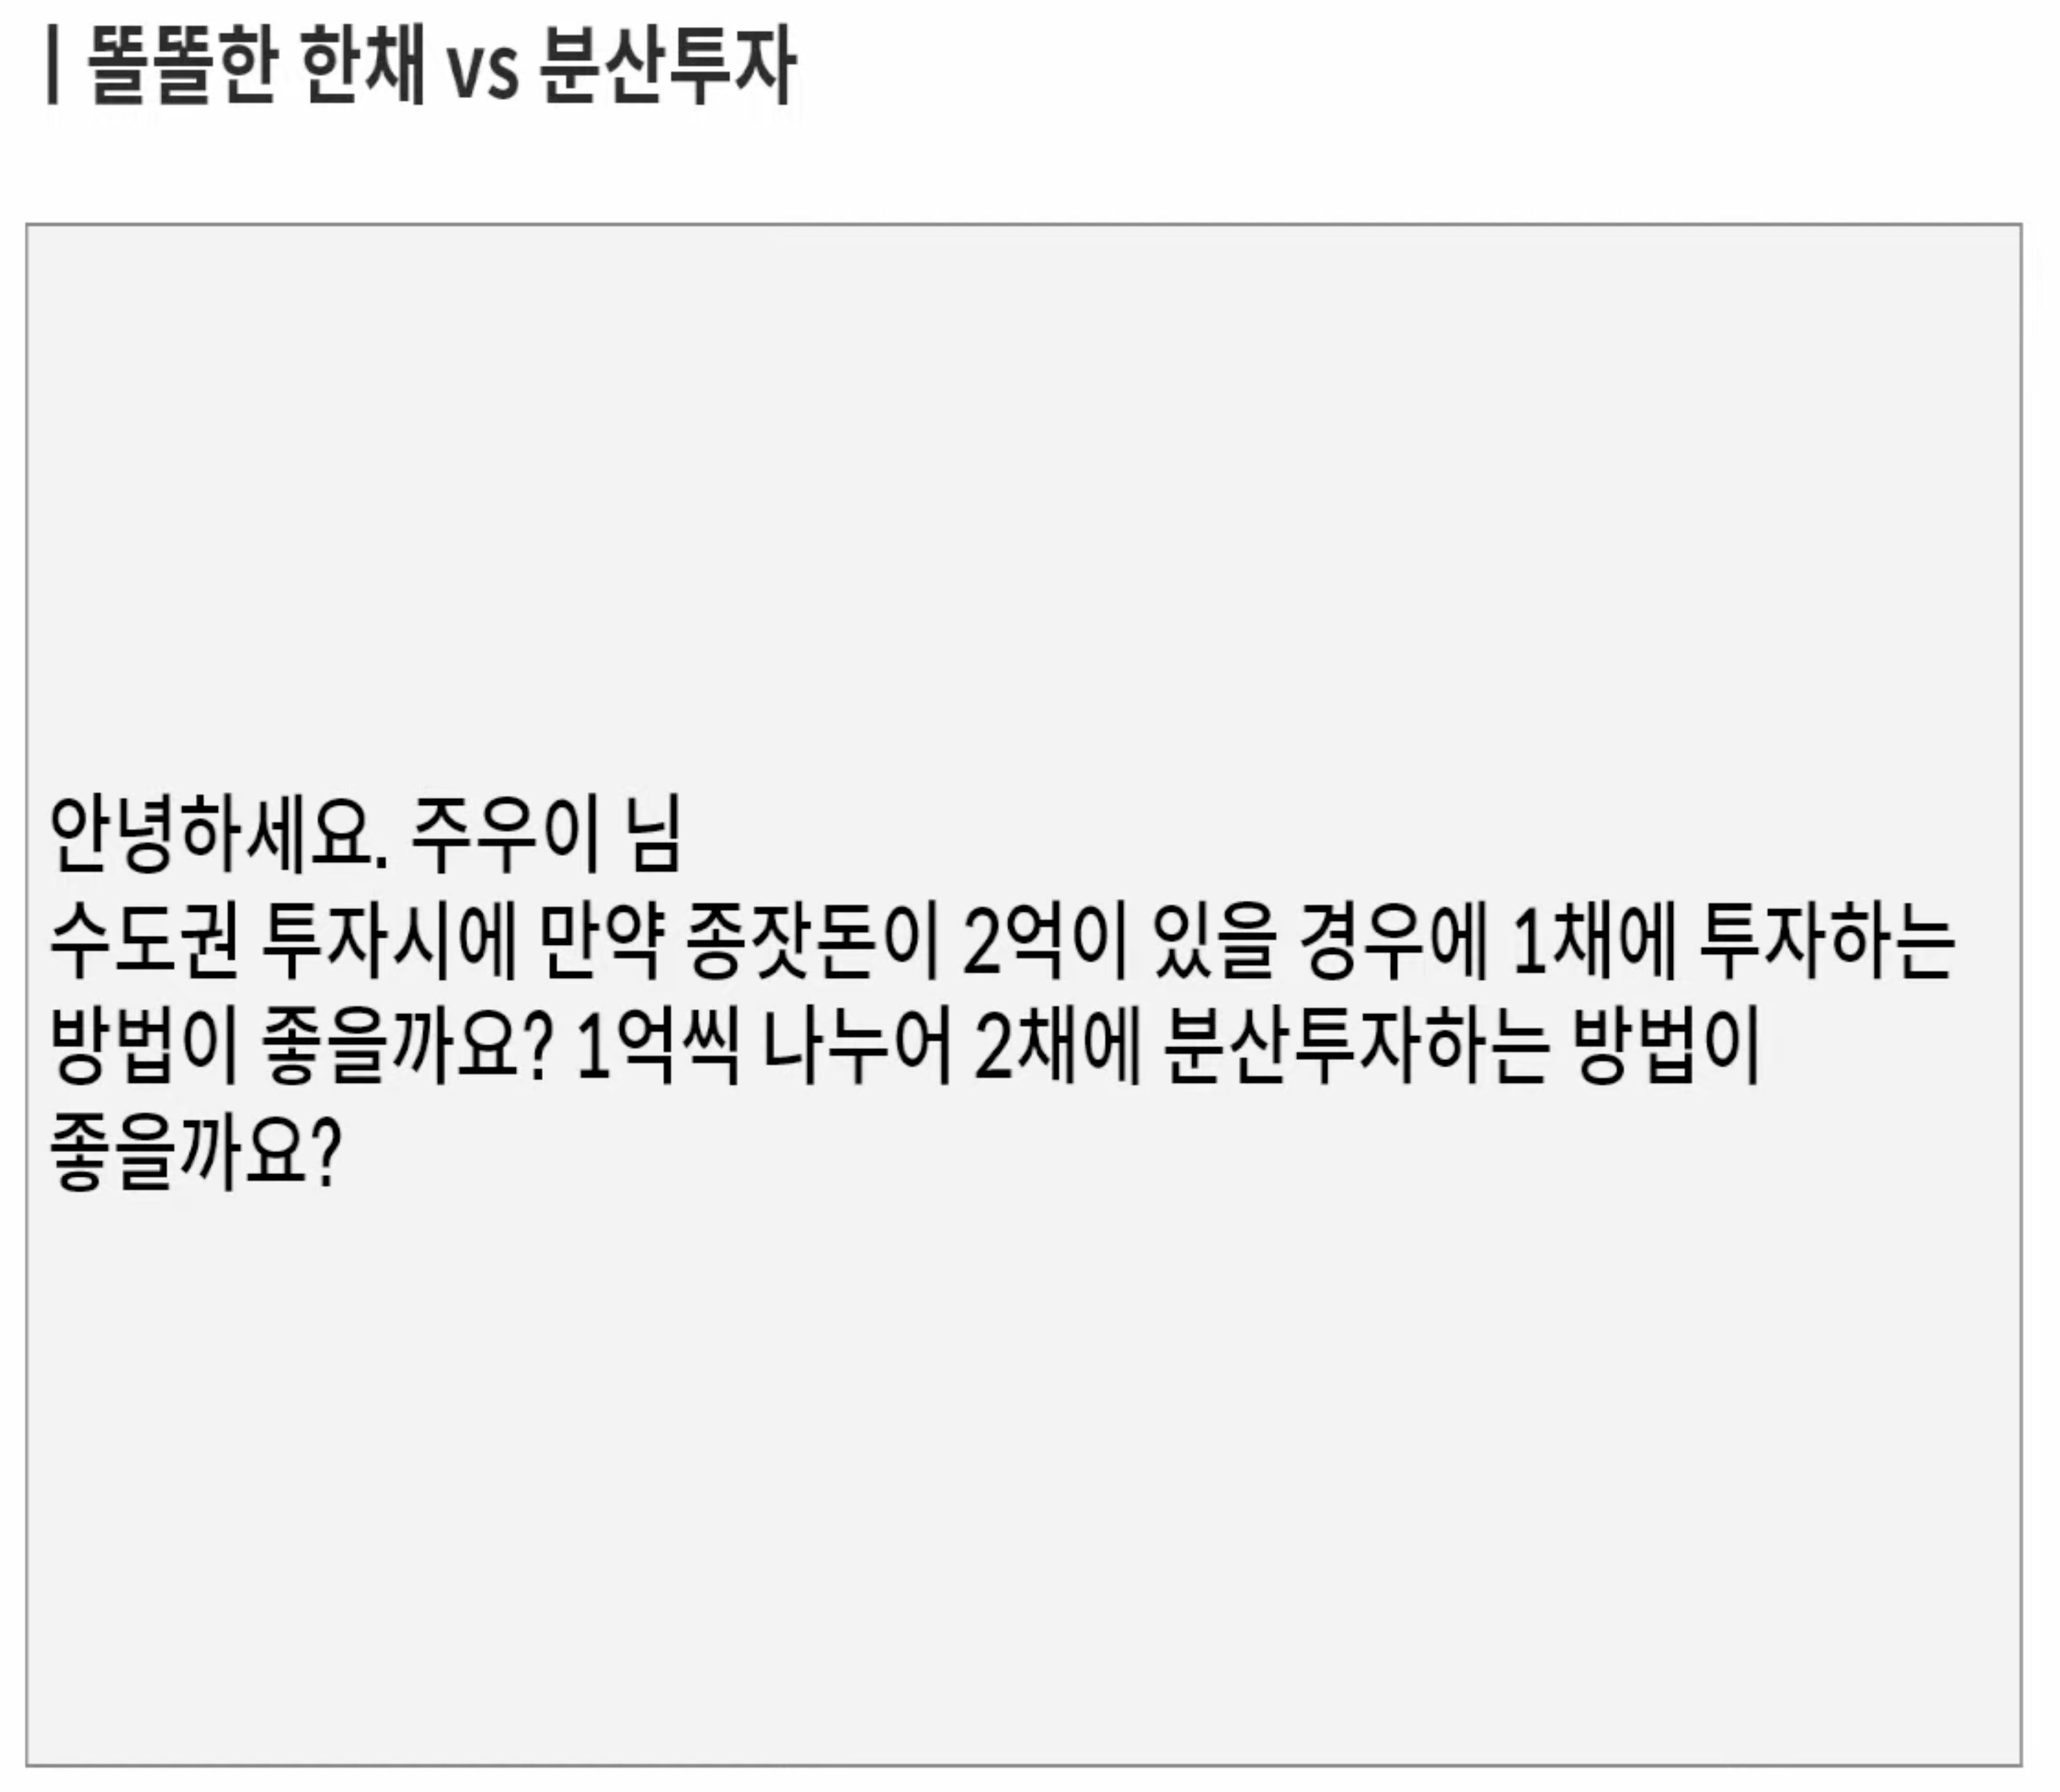 | 똘똘한 한채 vs 분산투자
안녕하세요. 주우이 님
수도권 투자시에 만약 종잣돈이 2억이 있을 경우에 1채에 투자하는
방법이 좋을까요? 1억씩 나누어 2채에 분산투자하는 방법이
좋을까요?